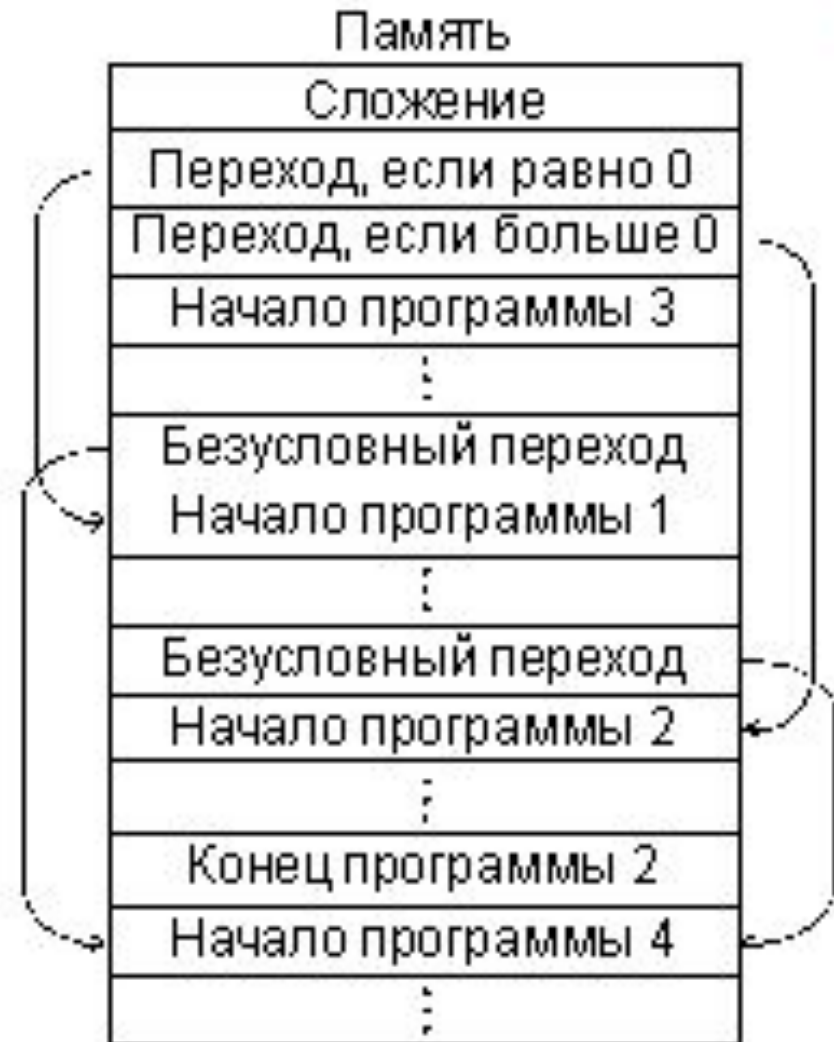 Память
Сложение
Переход, если равно 0
Переход, если больше 0
Начало программы 3
Безусловный переход
Начало программы 1
Безусловный переход
Начало программы 2
Конец программы 2
Начало программы 4